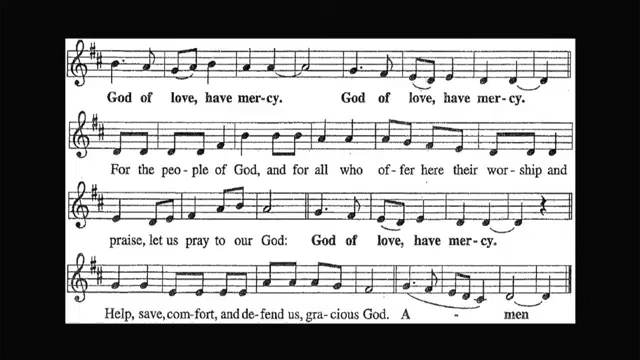 God of love, have mer-cy. God of love, have mer-cy.
For the peo-ple of God, and for all who of-fer here their wor-ship and
praise, let us pray to our God: God of love, have mer-cy.
Help, save, com-fort, and de-fend us, gra-cious God. A - men